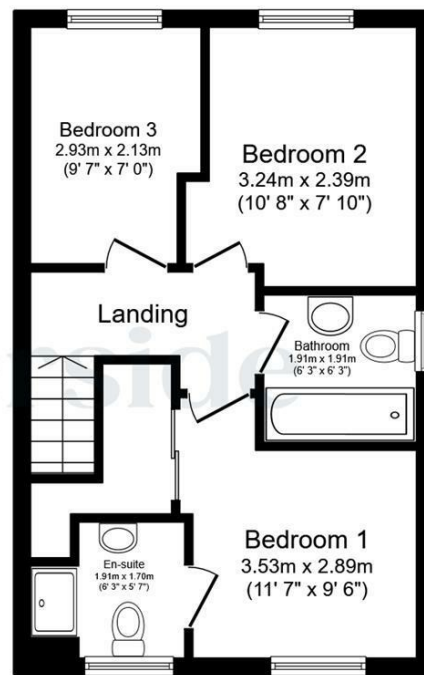 Bedroom 3
2.93m x 2.13m
(9' 7" x 7' 0")
Bedroom 2
3.24m x 2.39m
(10' 8" x 7' 10")
Landing
Bathroom
1.91m x 1.91m
(6' 3" x 6' 3")
Bedroom 1
3.53m x 2.89m
(11' 7" x 9' 6")
En-suite
1.91m x 1.70m
(6' 3" x 5' 7")